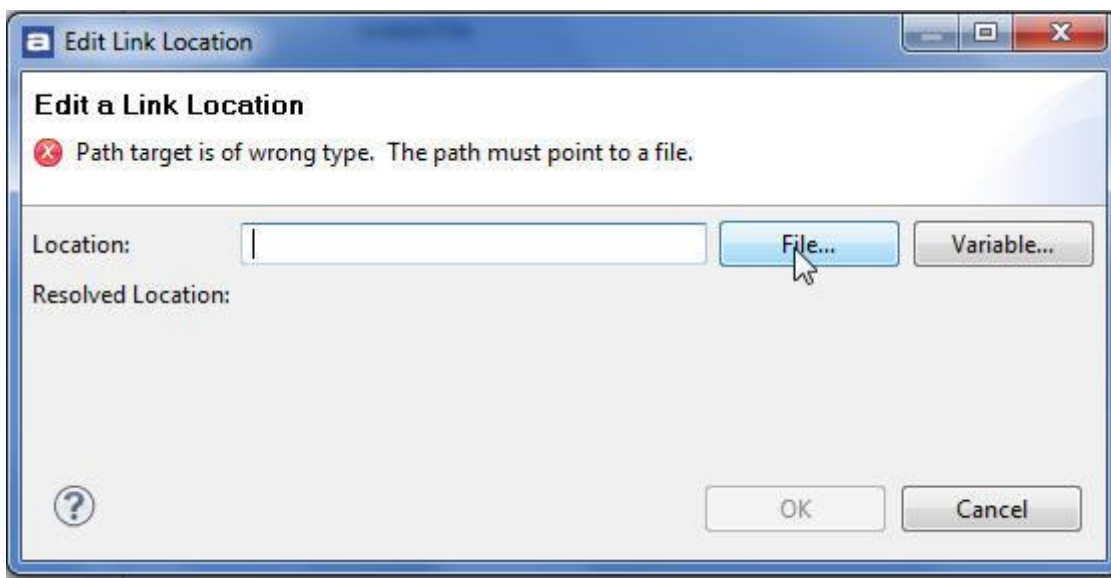 a Edit Link Location
Edit a Link Location
Path target is of wrong type. The path must point to a file.
Location: File... Variable...
Resolved Location:
? OK Cancel